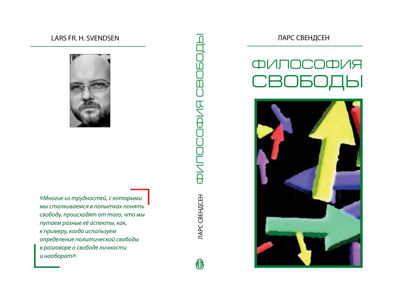 LARS FR. H. SVENDSEN
«Многие из трудностей, с которыми
мы сталкиваемся в попытках понять
свободу, происходят от того, что мы
путаем разные её аспекты, как,
к примеру, когда используем
определение политической свободы
в разговоре о свободе личности
и наоборот».
ЛАРС СВЕНДСЕН
ФИЛОСОФИЯ СВОБОДЫ
ЛАРС СВЕНДСЕН
ФИЛОСОФИЯ
СВОБОДЫ